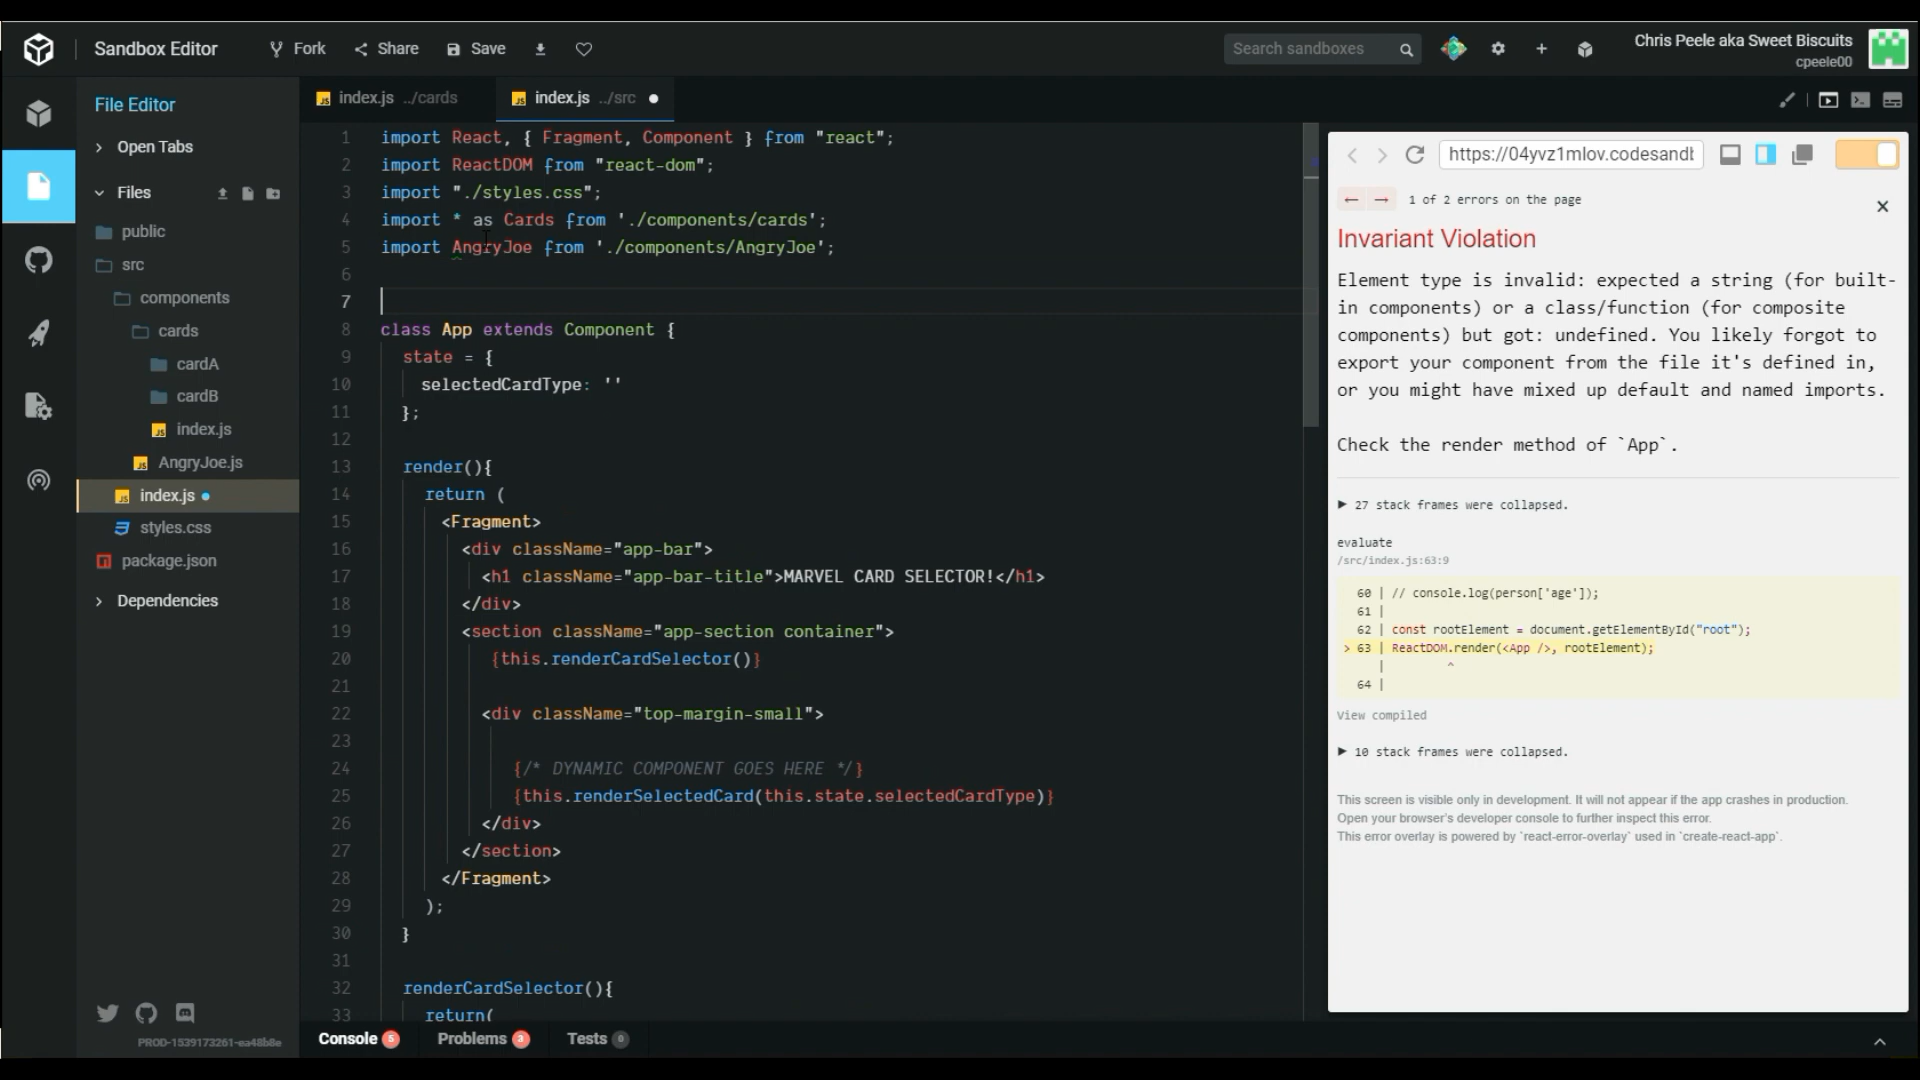 Sandbox Editor
Fork
Share
Save
Search sandboxes
Chris Peele aka Sweet Biscuits
cpeele00
File Editor
Open Tabs
Files
public
src
components
cards
cardA
cardB
index.js
AngryJoe.js
index.js
styles.css
package.json
Dependencies
PROD-1539173261-ea48b8e
index.js ../cards
index.js ../src
1 import React, { Fragment, Component } from "react";
2 import ReactDOM from "react-dom";
3 import "./styles.css";
4 import * as Cards from './components/cards';
5 import AngryJoe from './components/AngryJoe';
6
7
8 class App extends Component {
9 state = {
10 selectedCardType: ''
11 };
12
13 render(){
14 return (
15 <Fragment>
16 <div className="app-bar">
17 <h1 className="app-bar-title">MARVEL CARD SELECTOR!</h1>
18 </div>
19 <section className="app-section container">
20 {this.renderCardSelector()}
21
22 <div className="top-margin-small">
23
24 {/* DYNAMIC COMPONENT GOES HERE */}
25 {this.renderSelectedCard(this.state.selectedCardType)}
26 </div>
27 </section>
28 </Fragment>
29 );
30 }
31
32 renderCardSelector(){
33 return(
Console 5
Problems 3
Tests 0
https://04yvz1mlov.codesandb
1 of 2 errors on the page
Invariant Violation
Element type is invalid: expected a string (for built-
in components) or a class/function (for composite
components) but got: undefined. You likely forgot to
export your component from the file it's defined in,
or you might have mixed up default and named imports.
Check the render method of `App`.
▶ 27 stack frames were collapsed.
evaluate
/src/index.js:63:9
60 | // console.log(person['age']);
61 |
62 | const rootElement = document.getElementById("root");
> 63 | ReactDOM.render(<App />, rootElement);
| ^
64 |
View compiled
▶ 10 stack frames were collapsed.
This screen is visible only in development. It will not appear if the app crashes in production.
Open your browser's developer console to further inspect this error.
This error overlay is powered by `react-error-overlay` used in `create-react-app`.